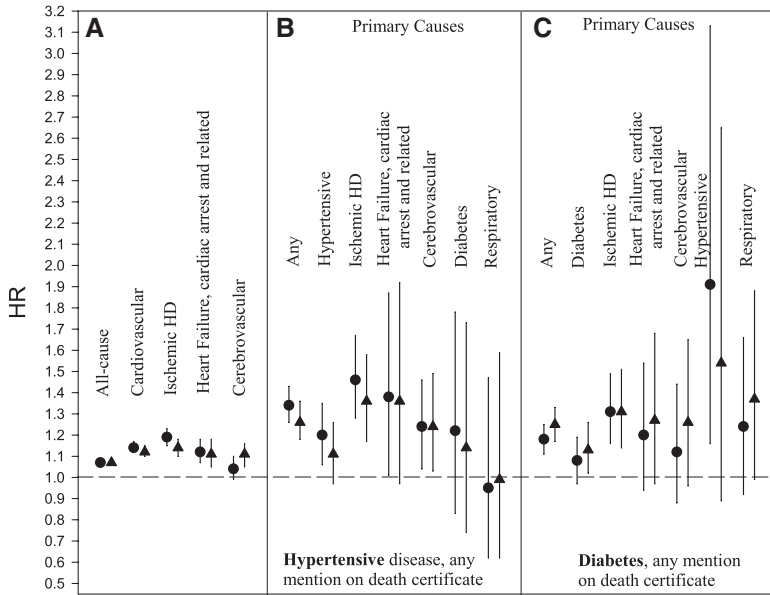 A
B
C
Primary Causes
Primary Causes
HR
3.2
3.1
3.0
2.9
2.8
2.7
2.6
2.5
2.4
2.3
2.2
2.1
2.0
1.9
1.8
1.7
1.6
1.5
1.4
1.3
1.2
1.1
1.0
0.9
0.8
0.7
0.6
0.5
All-cause
Cardiovascular
Ischemic HD
Heart Failure, cardiac arrest and related
Cerebrovascular
Any
Hypertensive
Ischemic HD
Heart Failure, cardiac
arrest and related
Cerebrovascular
Diabetes
Respiratory
Any
Diabetes
Ischemic HD
Heart Failure, cardiac
arrest and related
Cerebrovascular
Hypertensive
Respiratory
Hypertensive disease, any
mention on death certificate
Diabetes, any mention
on death certificate